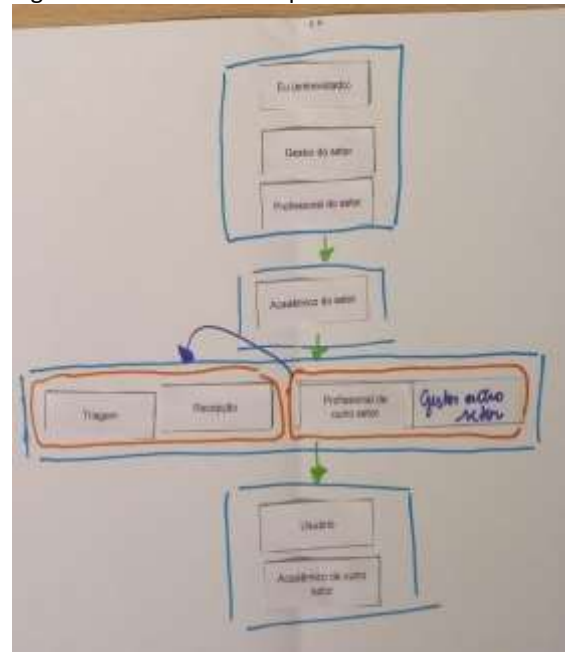 Eu (entrevistado)
Gestor do setor
Profissional do setor
Acadêmico do setor
Triagem
Recepção
Profissional de
outro setor
Gestor outro
setor
Usuário
Acadêmico de outro
setor